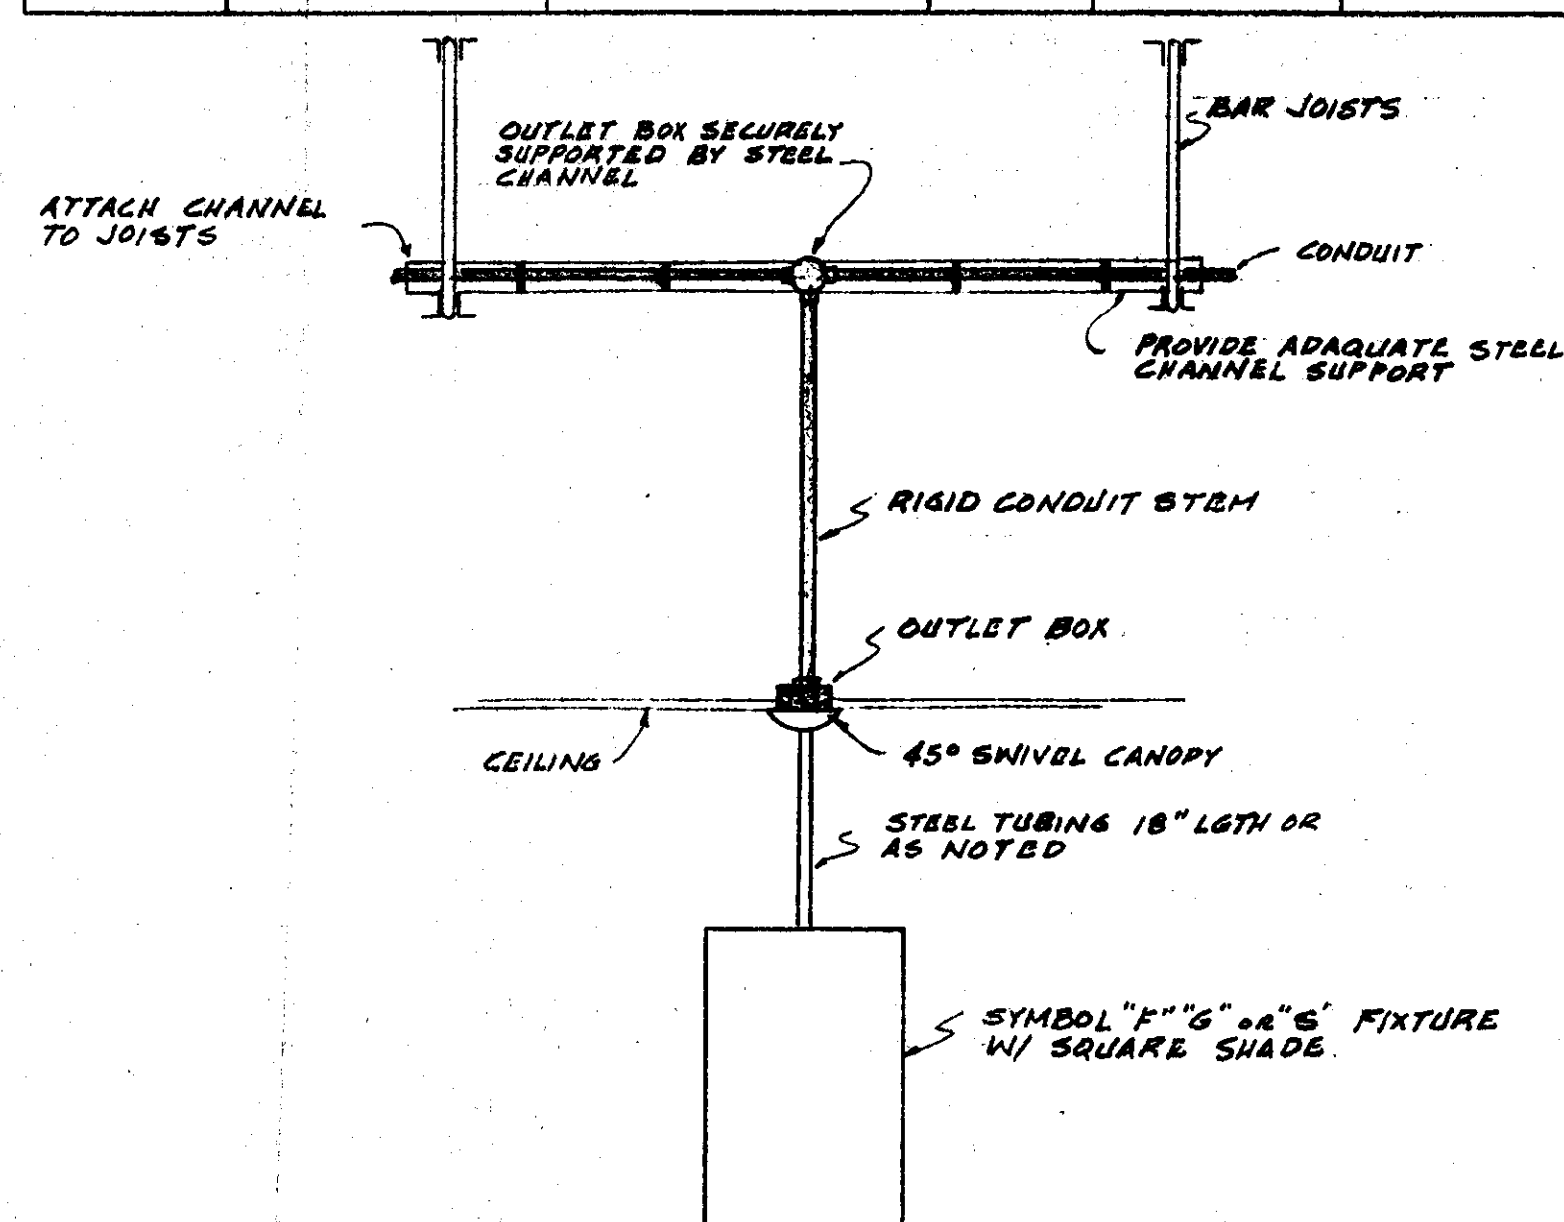 BAR JOISTS
OUTLET BOX SECURELY
SUPPORTED BY STEEL
CHANNEL
ATTACH CHANNEL
TO JOISTS
CONDUIT
PROVIDE ADAQUATE STEEL
CHANNEL SUPPORT
RIGID CONDUIT STEM
OUTLET BOX
CEILING
45° SWIVEL CANOPY
STEEL TUBING 18" LGTH OR
AS NOTED
SYMBOL "F" "G" OR "S' FIXTURE
W/ SQUARE SHADE.